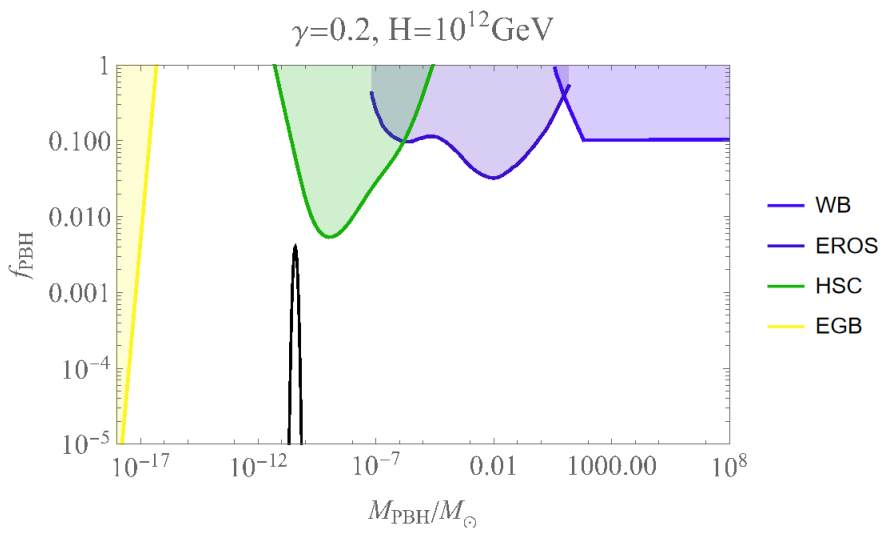 γ=0.2, H=10¹²GeV
1
0.100
0.010
0.001
10⁻⁴
10⁻⁵
f_PBH
10⁻¹⁷ 10⁻¹² 10⁻⁷ 0.01 1000.00 10⁸
M_PBH/M_⊙
WB
EROS
HSC
EGB